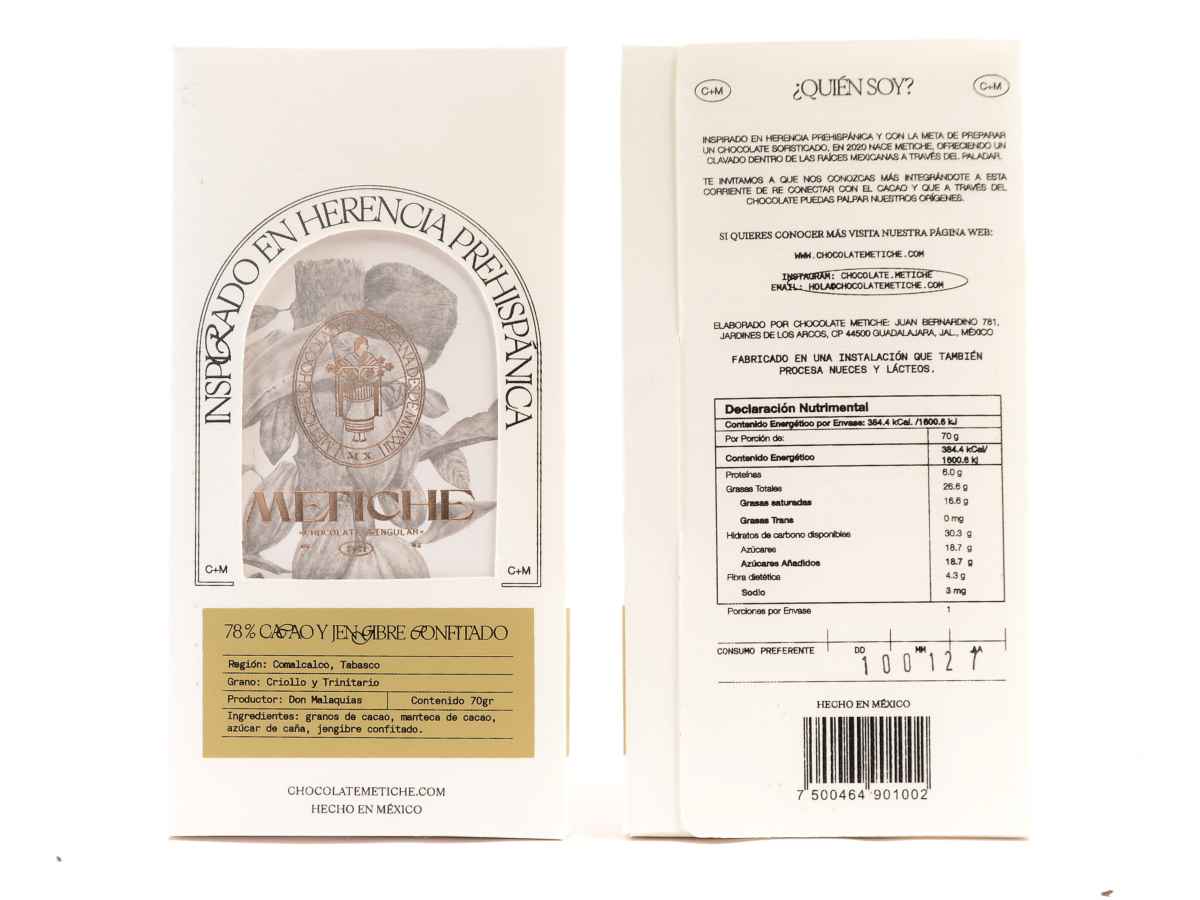 INSPIRADO EN HERENCIA PREHISPÁNICA
MX
METICHE
C+M
C+M
78% CACAO Y JENGIBRE CONFITADO
Región: Comalcalco, Tabasco
Grano: Criollo y Trinitario
Productor: Don Malaquias
Contenido 70gr
Ingredientes: granos de cacao, manteca de cacao,
azúcar de caña, jengibre confitado.
CHOCOLATEMETICHE.COM
HECHO EN MÉXICO
C+M
¿QUIÉN SOY?
C+M
INSPIRADO EN HERENCIA PREHISPÁNICA Y CON LA META DE PREPARAR
UN CHOCOLATE SOFISTICADO, EN 2020 NACE METICHE, OFRECIENDO UN
CLAVADO DENTRO DE LAS RAÍCES MEXICANAS A TRAVÉS DEL PALADAR.
TE INVITAMOS A QUE NOS CONOZCAS MÁS INTEGRÁNDOTE A ESTA
CORRIENTE DE RE CONECTAR CON EL CACAO Y QUE A TRAVÉS DEL
CHOCOLATE PUEDAS PALPAR NUESTROS ORÍGENES.
SI QUIERES CONOCER MÁS VISITA NUESTRA PÁGINA WEB:
WWW.CHOCOLATEMETICHE.COM
INSTAGRAM: CHOCOLATE.METICHE
EMAIL: HOLA@CHOCOLATEMETICHE.COM
ELABORADO POR CHOCOLATE METICHE: JUAN BERNARDINO 781,
JARDINES DE LOS ARCOS, CP 44500 GUADALAJARA, JAL., MÉXICO
FABRICADO EN UNA INSTALACIÓN QUE TAMBIÉN
PROCESA NUECES Y LÁCTEOS.
Declaración Nutrimental
Contenido Energético por Envase: 384.4 kCal. /1600.6 kJ
Por Porción de: 70 g
Contenido Energético 384.4 kCal/
1600.6 kj
Proteínas 6.0 g
Grasas Totales 26.6 g
Grasas saturadas 16.6 g
Grasas Trans 0 mg
Hidratos de carbono disponibles 30.3 g
Azúcares 18.7 g
Azúcares Añadidos 18.7 g
Fibra dietética 4.3 g
Sodio 3 mg
Porciones por Envase 1
CONSUMO PREFERENTE DD MM AA
10 01 27
HECHO EN MÉXICO
7 500464 901002